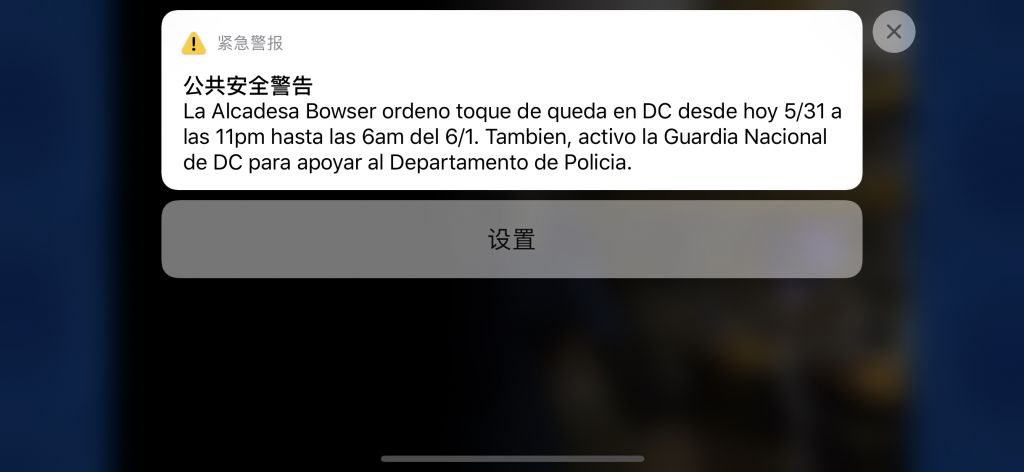 紧急警报
公共安全警告
La Alcadesa Bowser ordeno toque de queda en DC desde hoy 5/31 a
las 11pm hasta las 6am del 6/1. Tambien, activo la Guardia Nacional
de DC para apoyar al Departamento de Policia.
设置